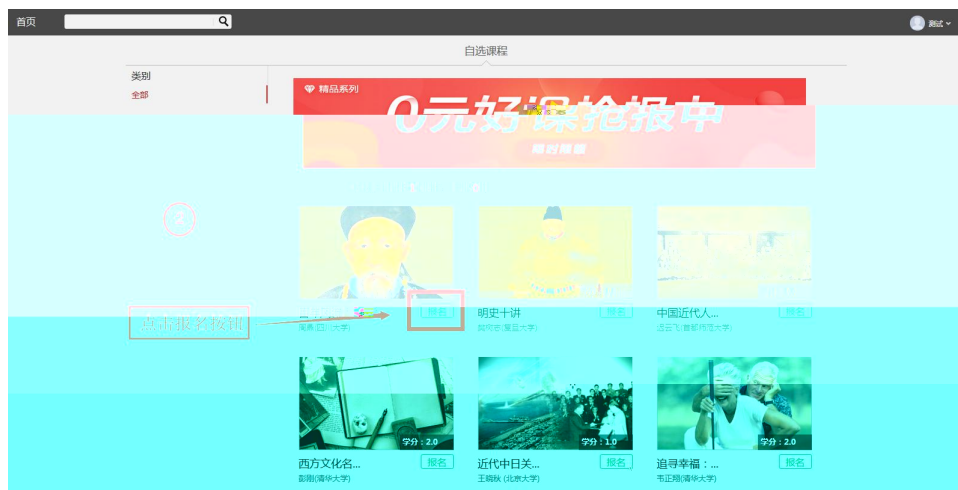 首页
测试
自选课程
类别
全部
精品系列
0元好课抢报中
限时喂颐
2
点击报名按钮
报名
明史十讲
报名
中国近代人...
报名
西方文化名...
学分：2.0
报名
彭刚(清华大学)
近代中日关...
学分：1.0
报名
王晓秋 (北京大学)
追寻幸福：...
学分：2.0
报名
韦正翔(清华大学)